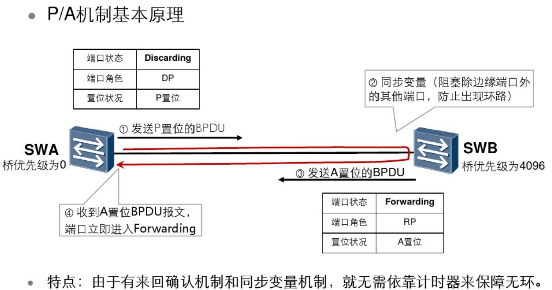 P/A机制基本原理
端口状态 Discarding
端口角色 DP
置位状况 P置位
② 同步变量（阻塞除边缘端口外
的其他端口，防止出现环路）
① 发送P置位的BPDU
SWA
桥优先级为0
SWB
桥优先级为4096
③ 发送A置位的BPDU
④ 收到A置位BPDU报文，
端口立即进入Forwarding
端口状态 Forwarding
端口角色 RP
置位状况 A置位
特点：由于有来回确认机制和同步变量机制，就无需依靠计时器来保障无环。